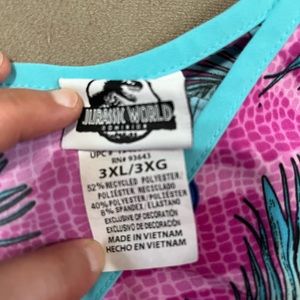 JURASSIC WORLD
DOMINION
RN# 93643
3XL/3XG
52% RECYCLED POLYESTER/
POLIÉSTER RECICLADO
40% POLYESTER/POLIÉSTER
8% SPANDEX/ELASTANO
EXCLUSIVE OF DECORATION
EXCLUSIVO DE DECORACIÓN
MADE IN VIETNAM
HECHO EN VIETNAM